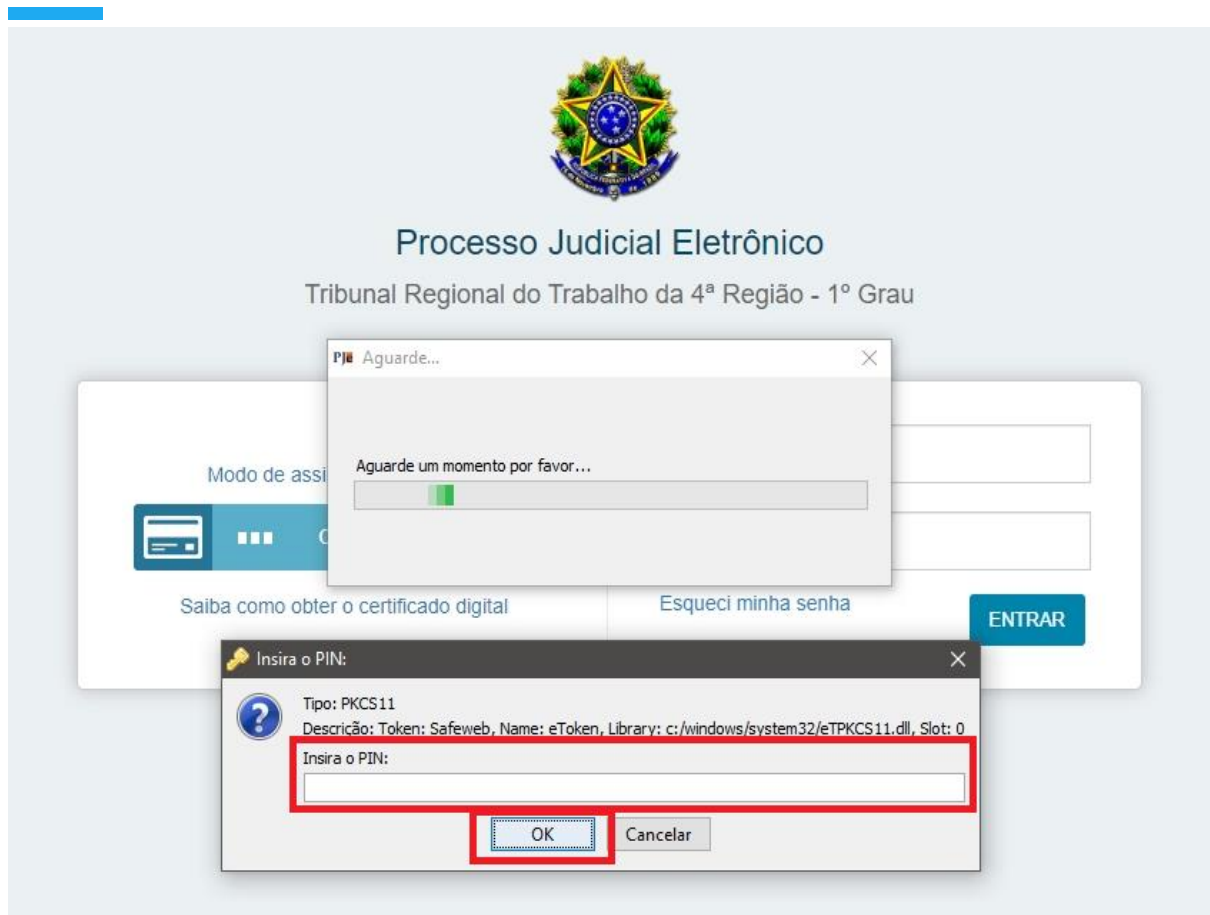 Processo Judicial Eletrônico
Tribunal Regional do Trabalho da 4ª Região - 1º Grau
PJe Aguarde...
Aguarde um momento por favor...
Modo de assi
C
Saiba como obter o certificado digital
Esqueci minha senha
ENTRAR
Insira o PIN:
Tipo: PKCS11
Descrição: Token: Safeweb, Name: eToken, Library: c:/windows/system32/eTPKCS11.dll, Slot: 0
Insira o PIN:
OK
Cancelar